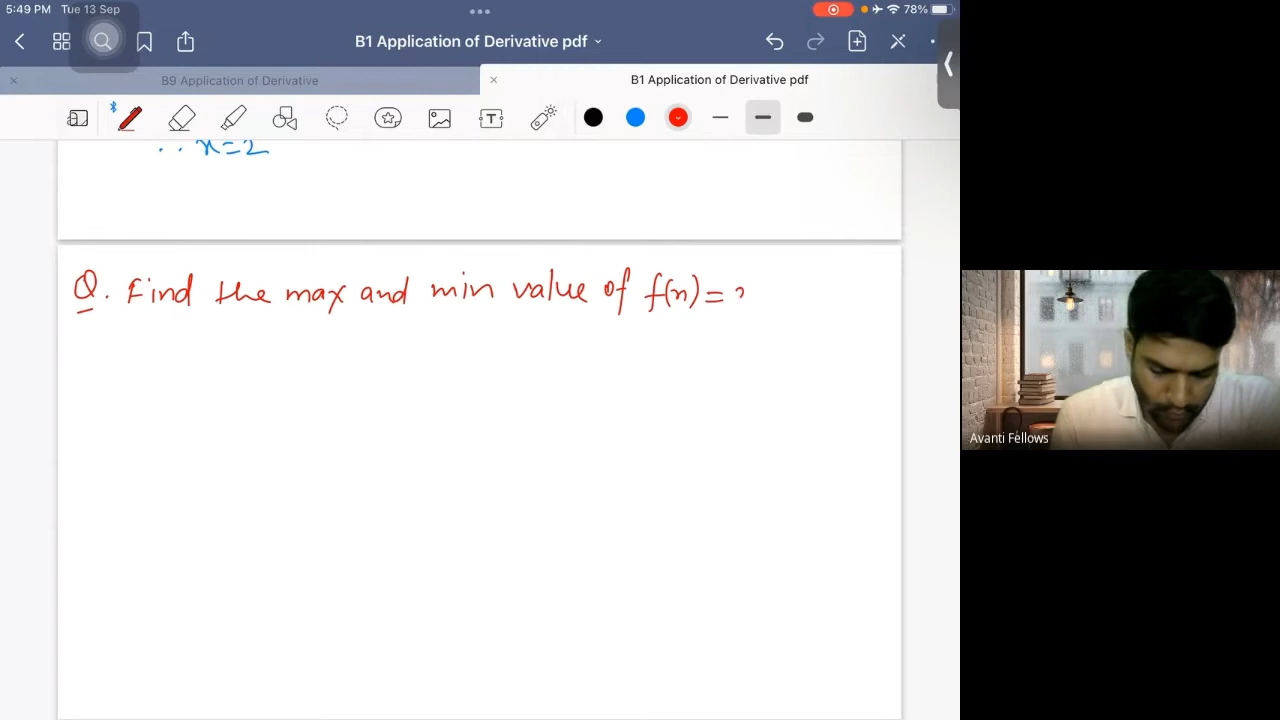 5:49 PM Tue 13 Sep
78%
B1 Application of Derivative pdf
B9 Application of Derivative
B1 Application of Derivative pdf
∴ x=2
Q. Find the max and min value of f(x) =
Avanti Fellows